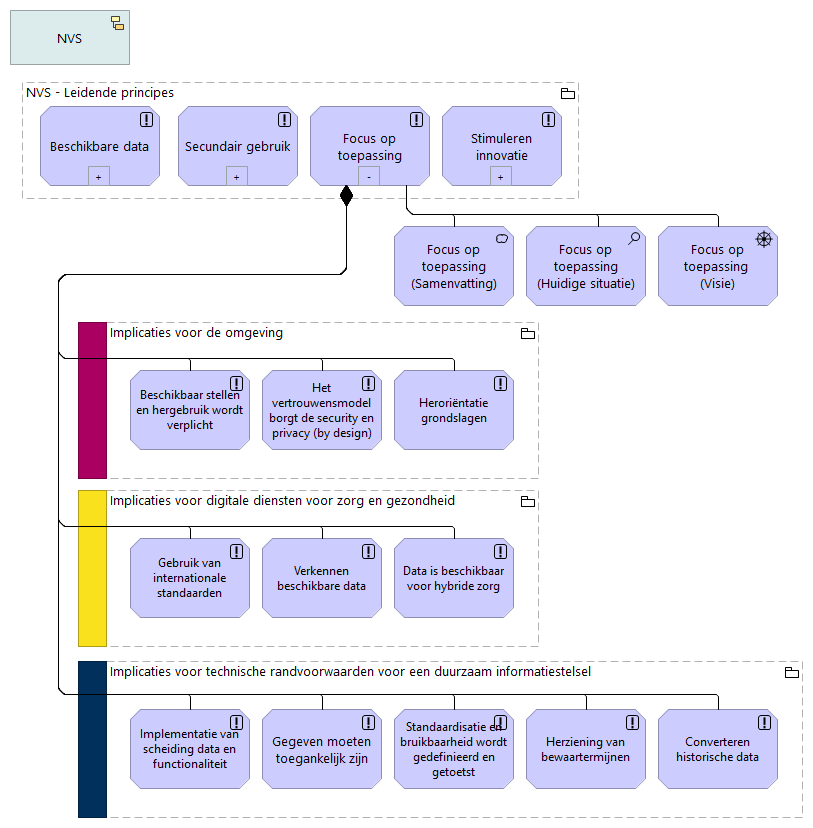 NVS
NVS - Leidende principes
Beschikbare data
+
Secundair gebruik
+
Focus op
toepassing
-
Stimuleren
innovatie
+
Focus op
toepassing
(Samenvatting)
Focus op
toepassing
(Huidige situatie)
Focus op
toepassing
(Visie)
Implicaties voor de omgeving
Beschikbaar stellen
en hergebruik wordt
verplicht
Het
vertrouwensmodel
borgt de security en
privacy (by design)
Heroriëntatie
grondslagen
Implicaties voor digitale diensten voor zorg en gezondheid
Gebruik van
internationale
standaarden
Verkennen
beschikbare data
Data is beschikbaar
voor hybride zorg
Implicaties voor technische randvoorwaarden voor een duurzaam informatiestelsel
Implementatie van
scheiding data en
functionaliteit
Gegeven moeten
toegankelijk zijn
Standaardisatie en
bruikbaarheid wordt
gedefinieerd en
getoetst
Herziening van
bewaartermijnen
Converteren
historische data